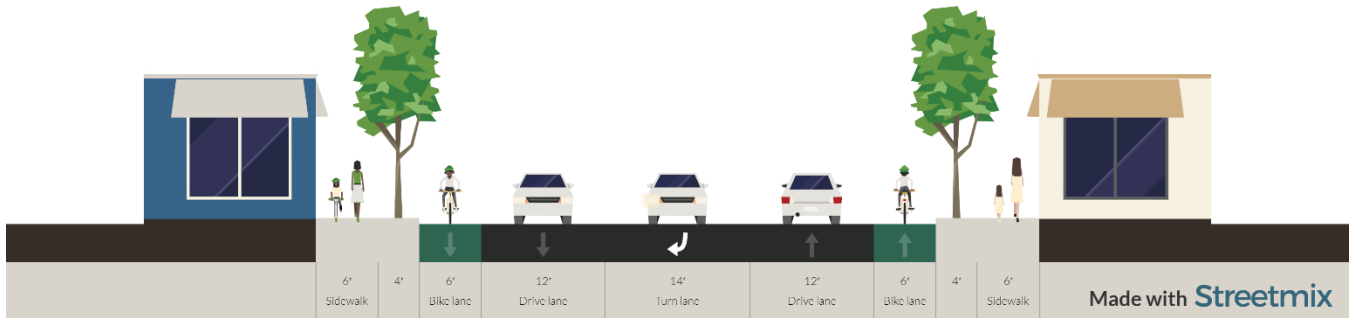 6' 4' 6' 12' 14' 12' 6' 4' 6'
Sidewalk Bike lane Drive lane Turn lane Drive lane Bike lane Sidewalk
Made with Streetmix